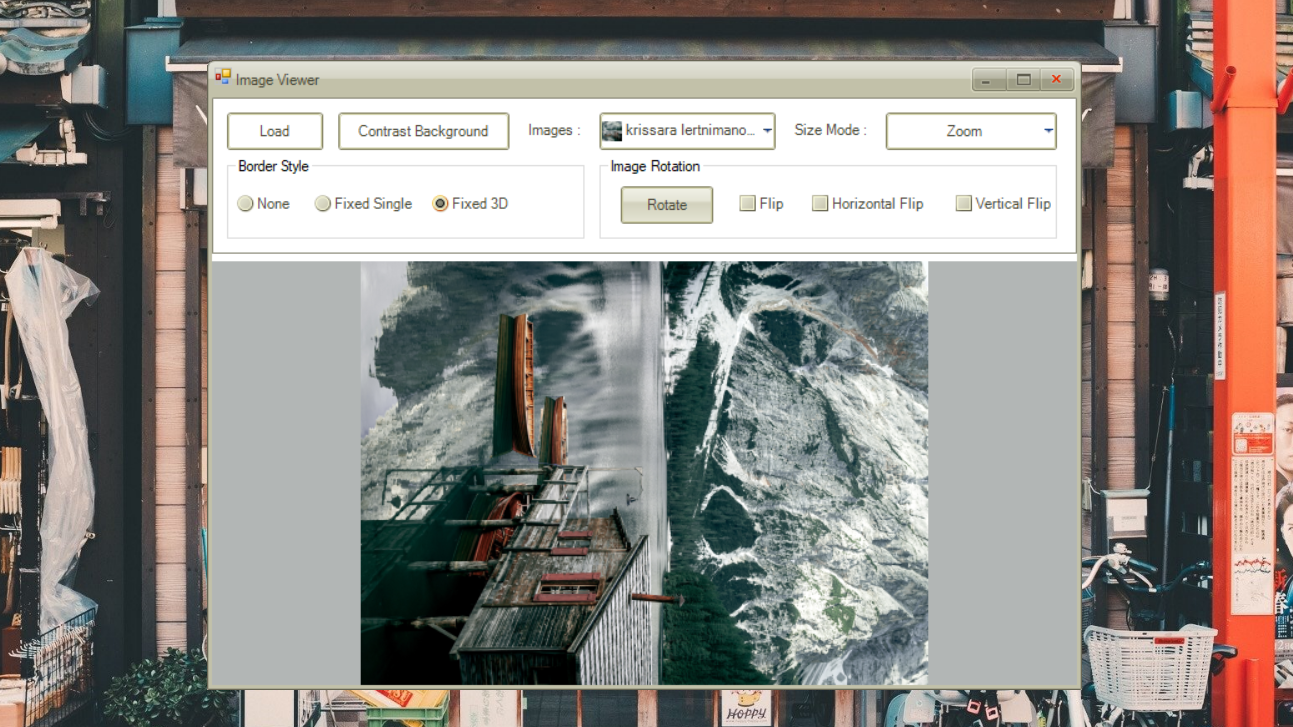 Image Viewer
Load
Contrast Background
Images :
krissara lertnimano...
Size Mode :
Zoom
Border Style
None
Fixed Single
Fixed 3D
Image Rotation
Rotate
Flip
Horizontal Flip
Vertical Flip
HOPPY